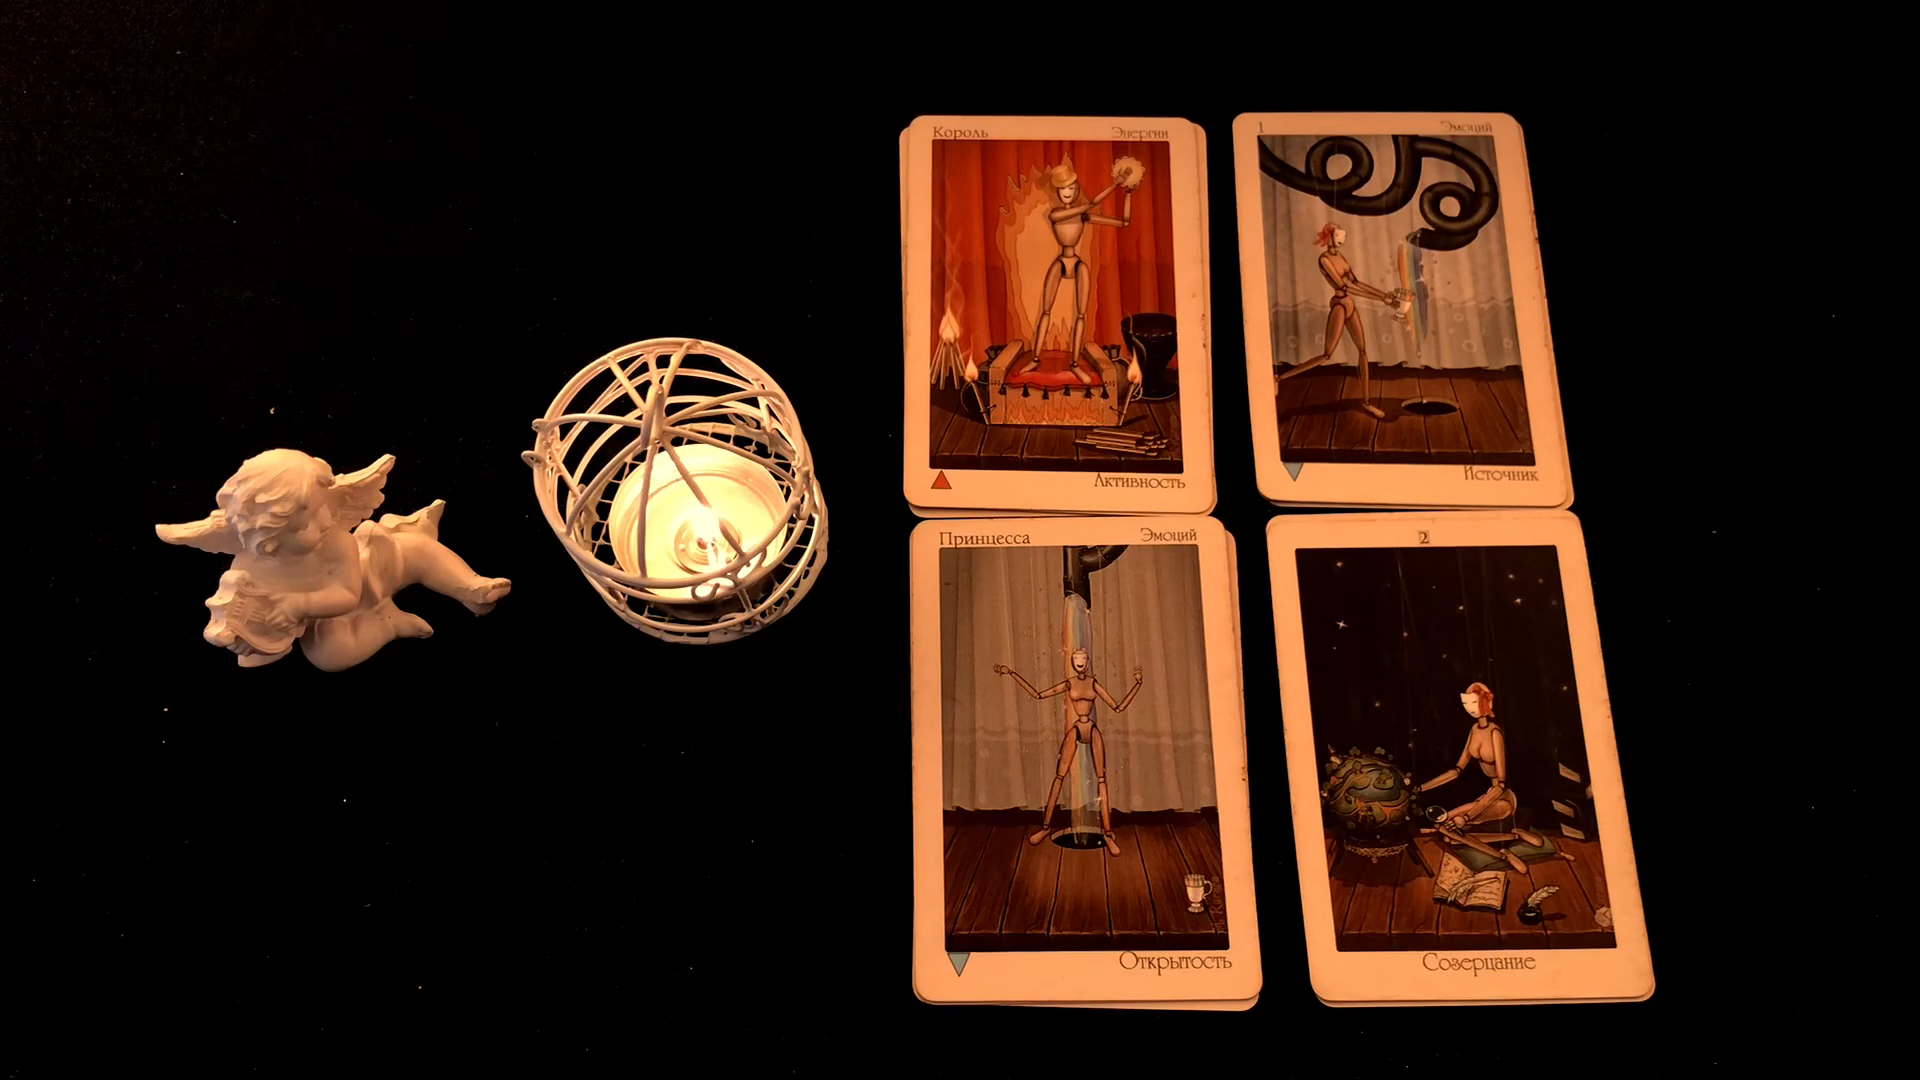 Король Энергии
Активность
1 Эмоций
Источник
Принцесса Эмоций
Открытость
2
Созерцание